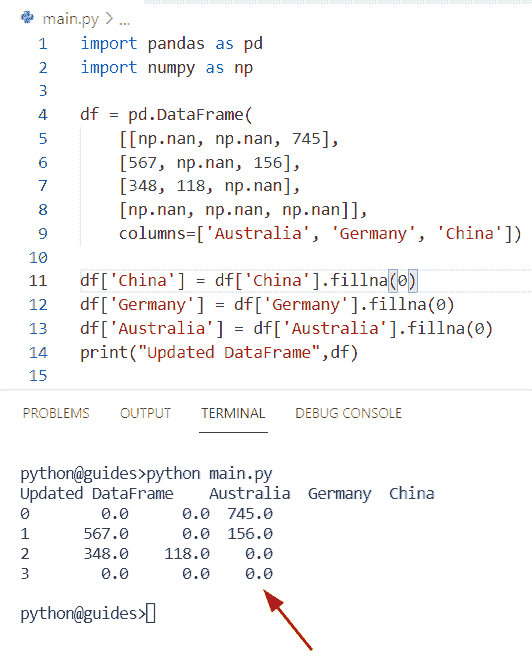 main.py > ...
1 import pandas as pd
2 import numpy as np
3
4 df = pd.DataFrame(
5     [[np.nan, np.nan, 745],
6     [567, np.nan, 156],
7     [348, 118, np.nan],
8     [np.nan, np.nan, np.nan]],
9     columns=['Australia', 'Germany', 'China'])
10
11 df['China'] = df['China'].fillna(0)
12 df['Germany'] = df['Germany'].fillna(0)
13 df['Australia'] = df['Australia'].fillna(0)
14 print("Updated DataFrame",df)
15
PROBLEMS OUTPUT TERMINAL DEBUG CONSOLE
python@guides>python main.py
Updated DataFrame    Australia  Germany  China
0        0.0      0.0  745.0
1      567.0      0.0  156.0
2      348.0    118.0    0.0
3        0.0      0.0    0.0
python@guides>